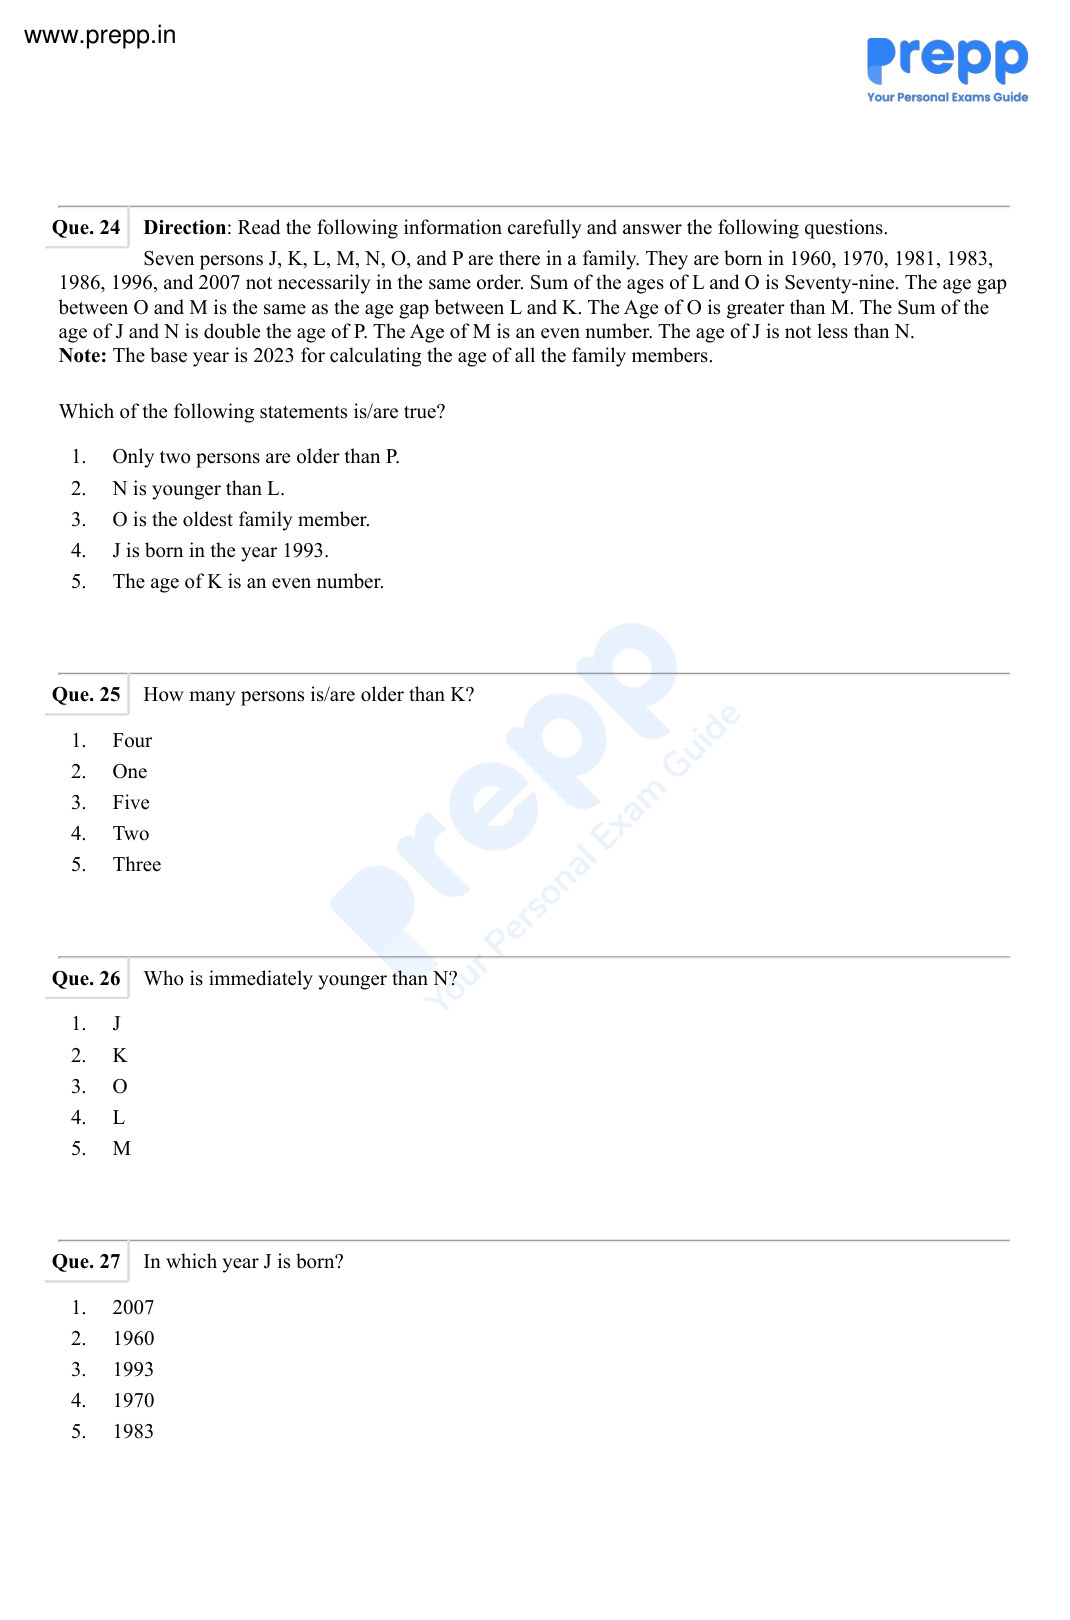 www.prepp.in
Prepp
Your Personal Exams Guide
Que. 24 Direction: Read the following information carefully and answer the following questions.
Seven persons J, K, L, M, N, O, and P are there in a family. They are born in 1960, 1970, 1981, 1983,
1986, 1996, and 2007 not necessarily in the same order. Sum of the ages of L and O is Seventy-nine. The age gap
between O and M is the same as the age gap between L and K. The Age of O is greater than M. The Sum of the
age of J and N is double the age of P. The Age of M is an even number. The age of J is not less than N.
Note: The base year is 2023 for calculating the age of all the family members.
Which of the following statements is/are true?
1. Only two persons are older than P.
2. N is younger than L.
3. O is the oldest family member.
4. J is born in the year 1993.
5. The age of K is an even number.
Que. 25 How many persons is/are older than K?
1. Four
2. One
3. Five
4. Two
5. Three
Prepp
Your Personal Exam Guide
Que. 26 Who is immediately younger than N?
1. J
2. K
3. O
4. L
5. M
Que. 27 In which year J is born?
1. 2007
2. 1960
3. 1993
4. 1970
5. 1983